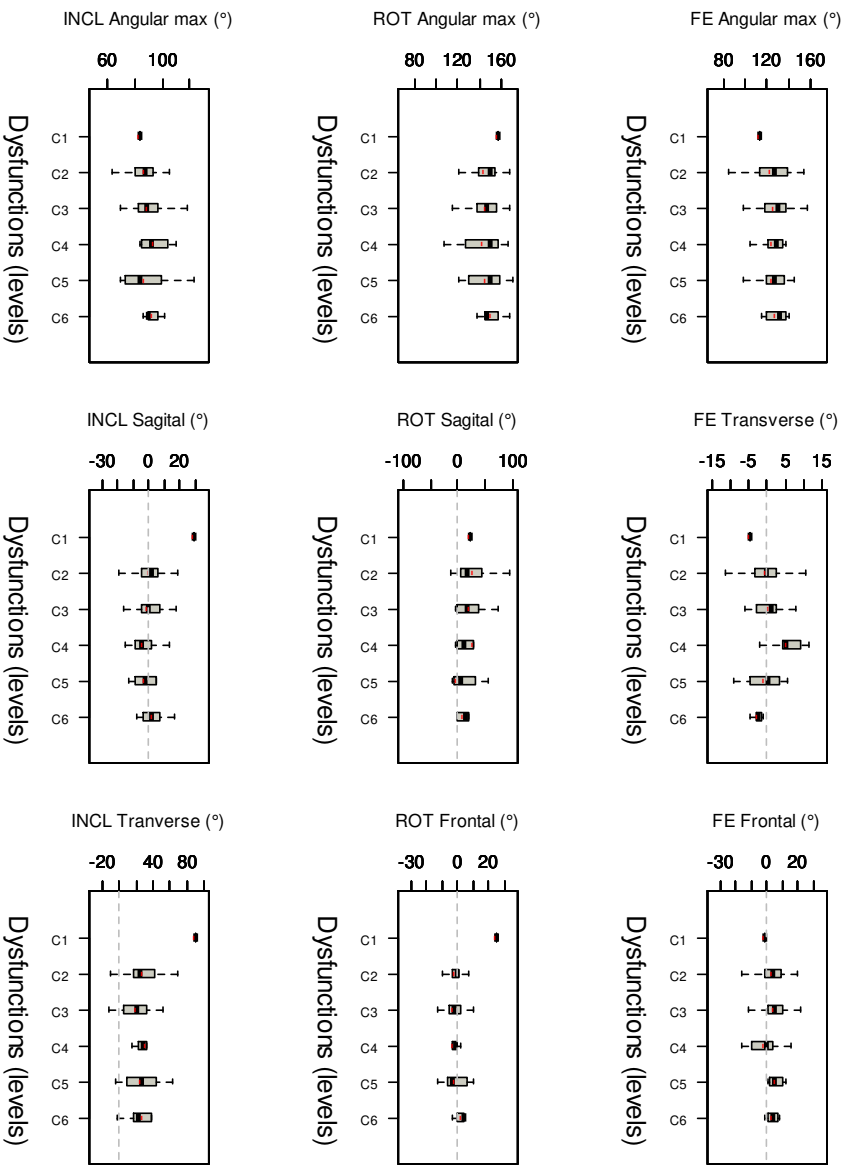 INCL Angular max (°)
60 100
Dysfunctions (levels)
C1
C2
C3
C4
C5
C6
ROT Angular max (°)
80 120 160
Dysfunctions (levels)
C1
C2
C3
C4
C5
C6
FE Angular max (°)
80 120 160
Dysfunctions (levels)
C1
C2
C3
C4
C5
C6
INCL Sagital (°)
-30 0 20
Dysfunctions (levels)
C1
C2
C3
C4
C5
C6
ROT Sagital (°)
-100 0 100
Dysfunctions (levels)
C1
C2
C3
C4
C5
C6
FE Transverse (°)
-15 -5 5 15
Dysfunctions (levels)
C1
C2
C3
C4
C5
C6
INCL Tranverse (°)
-20 40 80
Dysfunctions (levels)
C1
C2
C3
C4
C5
C6
ROT Frontal (°)
-30 0 20
Dysfunctions (levels)
C1
C2
C3
C4
C5
C6
FE Frontal (°)
-30 0 20
Dysfunctions (levels)
C1
C2
C3
C4
C5
C6